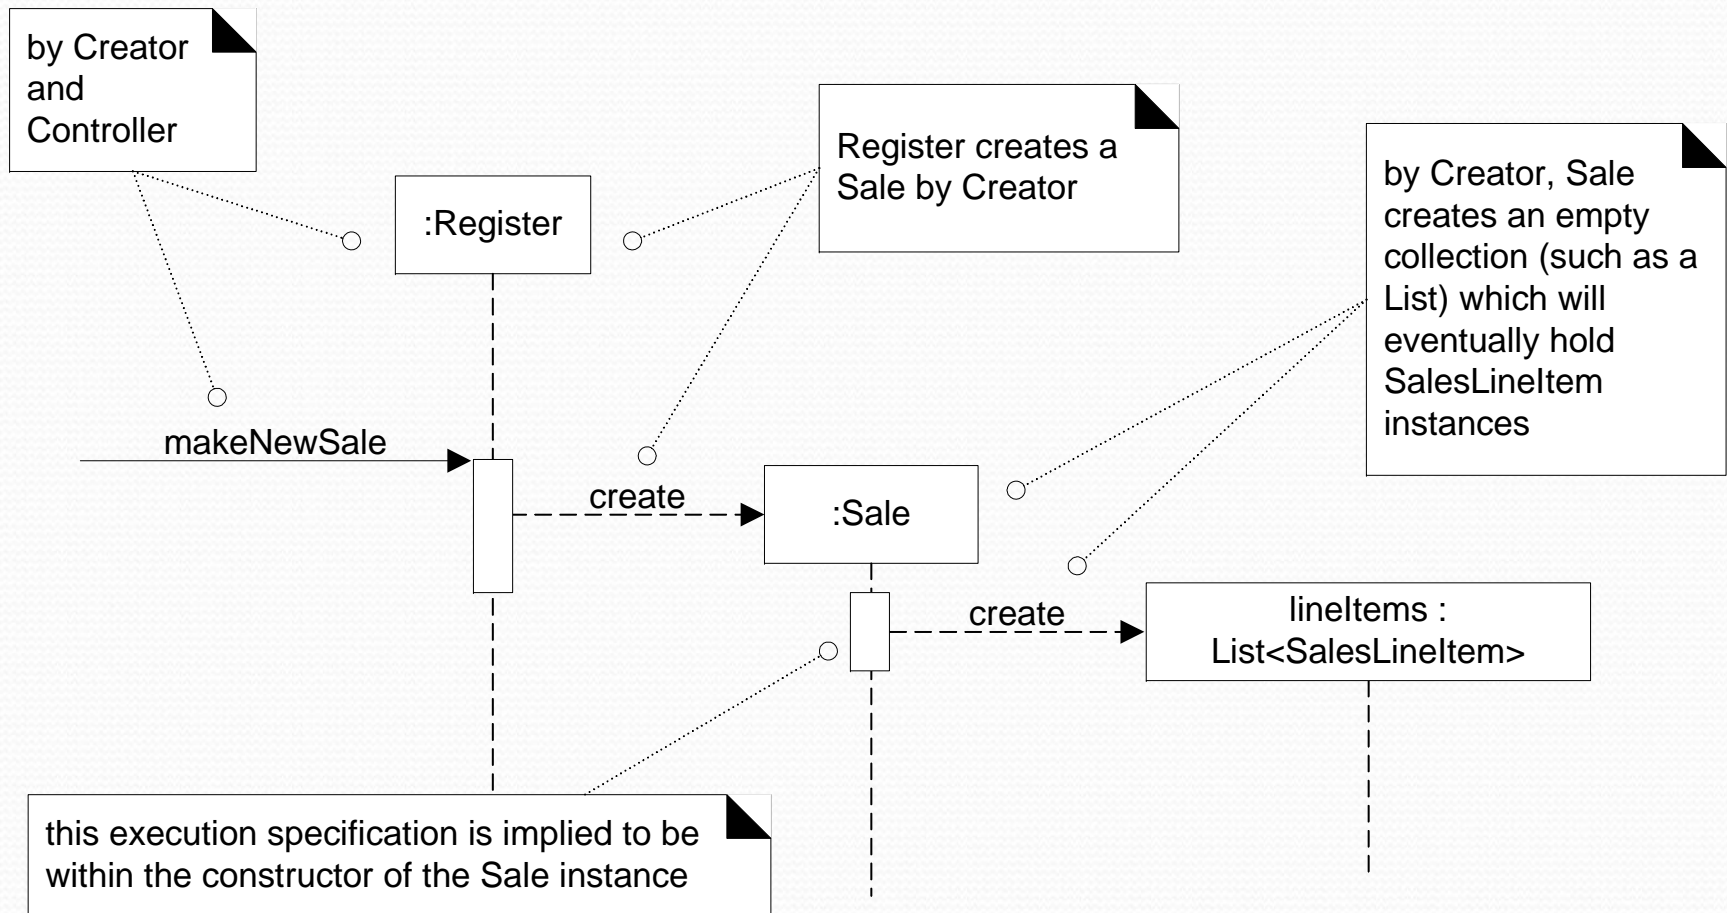 by Creator
and
Controller
:Register
Register creates a
Sale by Creator
by Creator, Sale
creates an empty
collection (such as a
List) which will
eventually hold
SalesLineItem
instances
makeNewSale
create
:Sale
create
lineItems :
List<SalesLineItem>
this execution specification is implied to be
within the constructor of the Sale instance